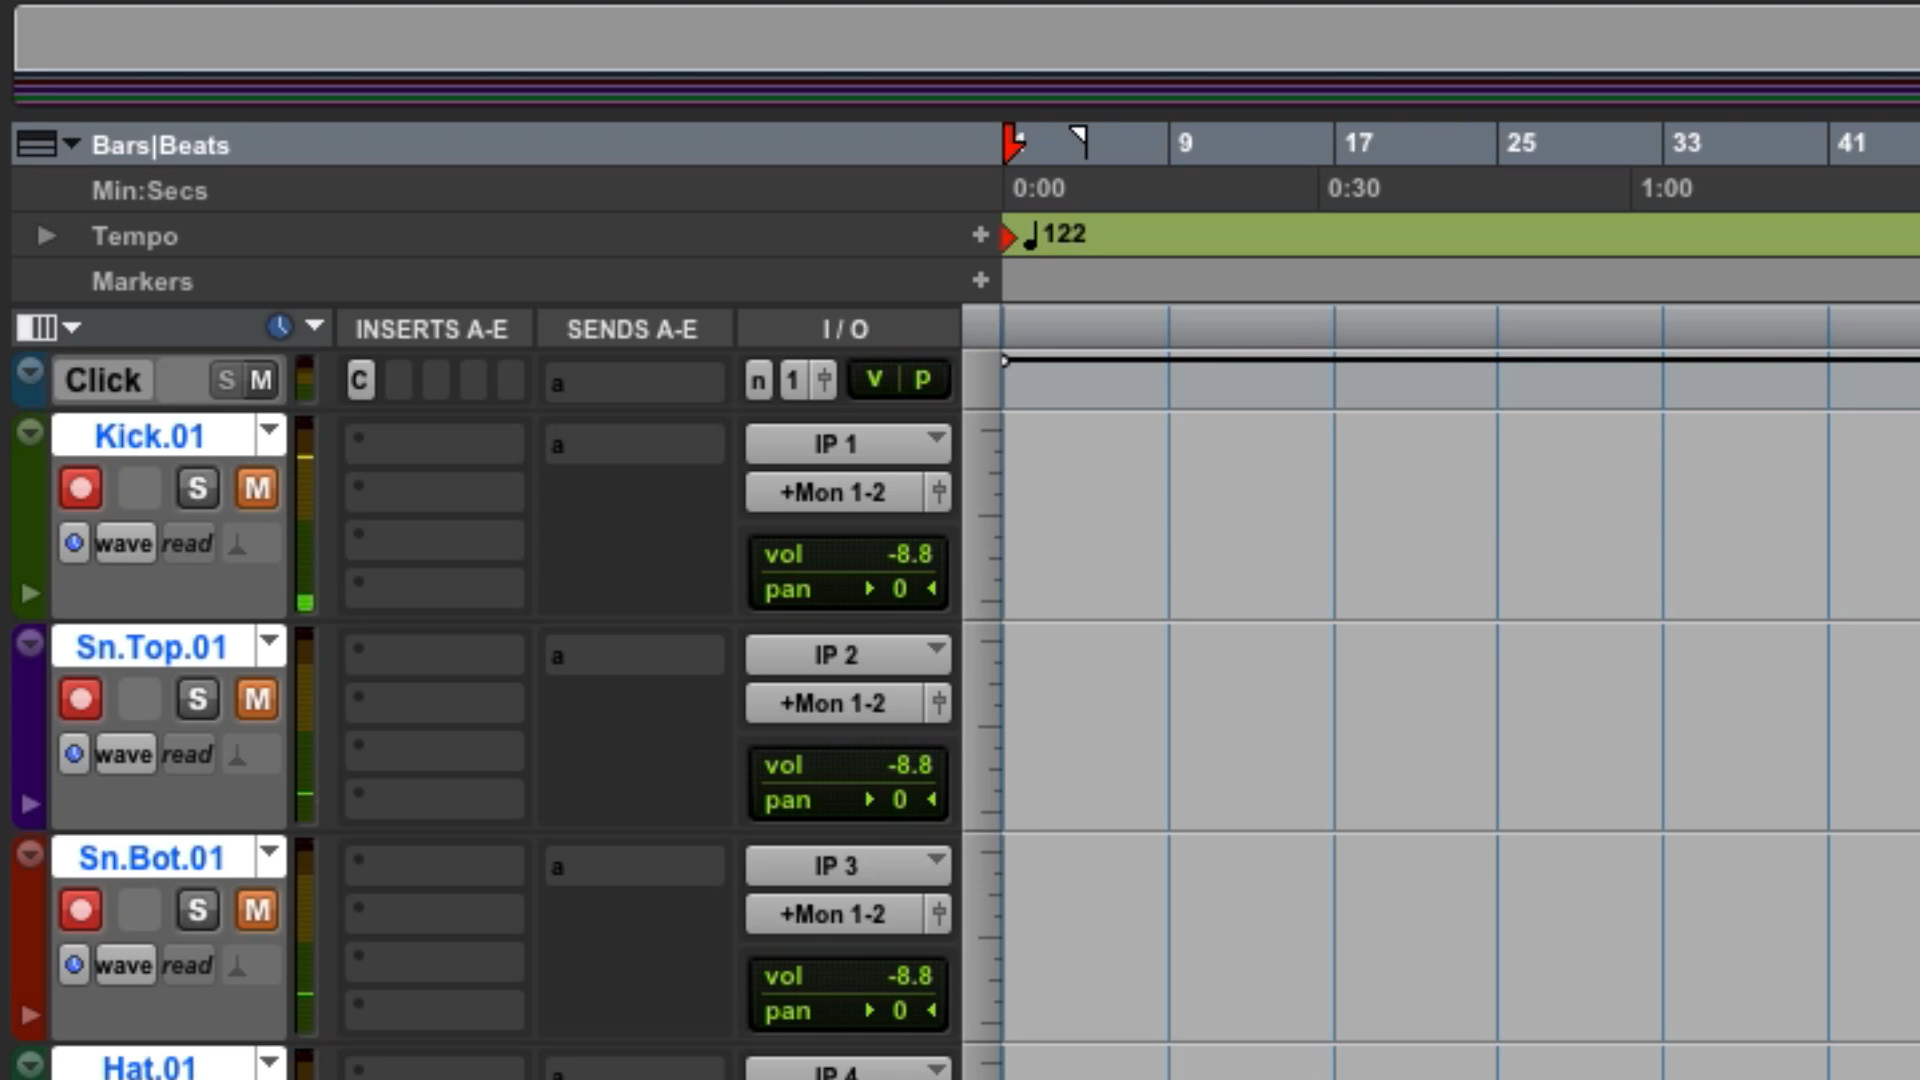 Bars|Beats 9 17 25 33 41
Min:Secs 0:00 0:30 1:00
Tempo + 122
Markers +
INSERTS A-E SENDS A-E I / O
Click S M C a n 1 V P
Kick.01 a IP 1
S M +Mon 1-2
wave read vol -8.8
pan 0
Sn.Top.01 a IP 2
S M +Mon 1-2
wave read vol -8.8
pan 0
Sn.Bot.01 a IP 3
S M +Mon 1-2
wave read vol -8.8
pan 0
Hat.01 a IP 4